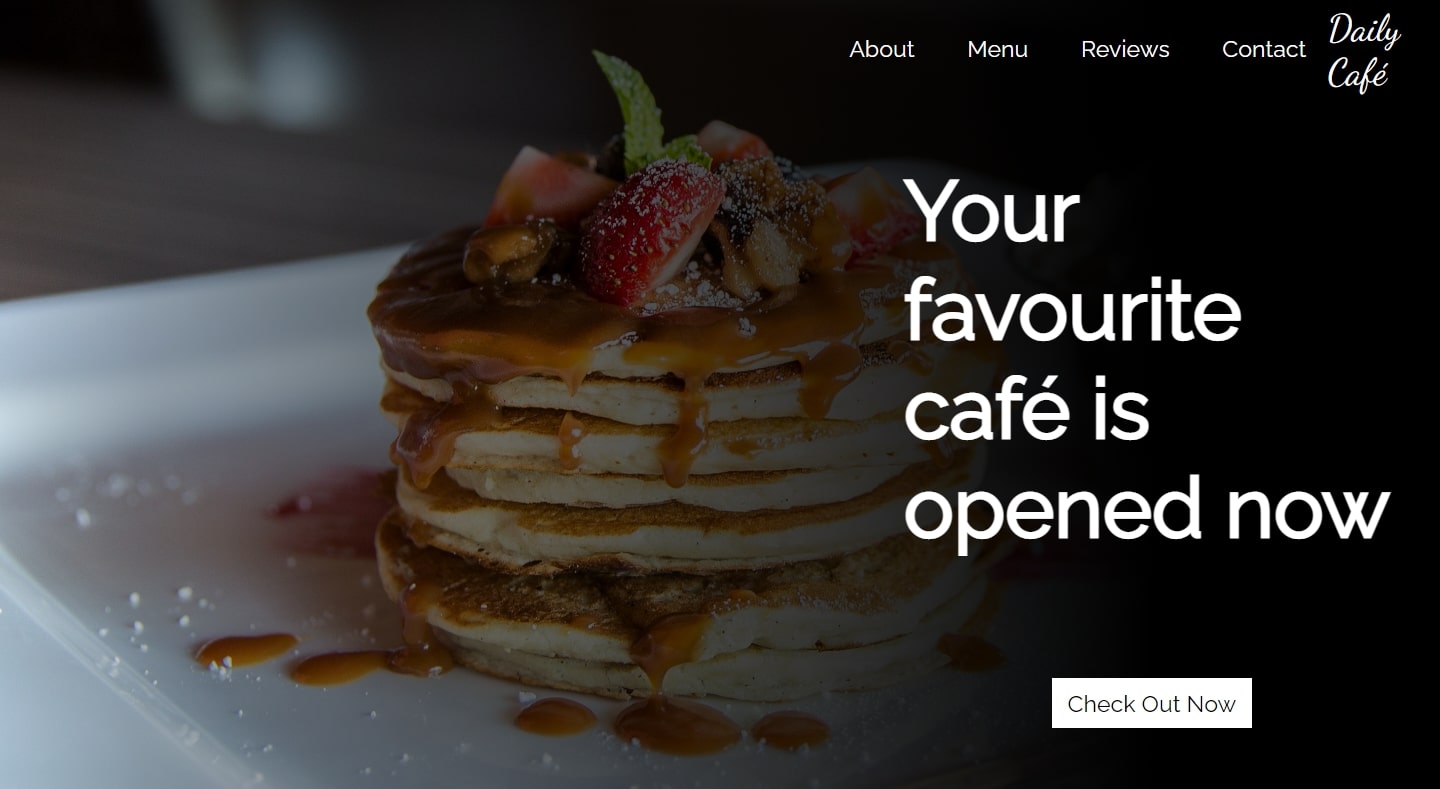 About Menu Reviews Contact
Daily
Café
Your
favourite
café is
opened now
Check Out Now